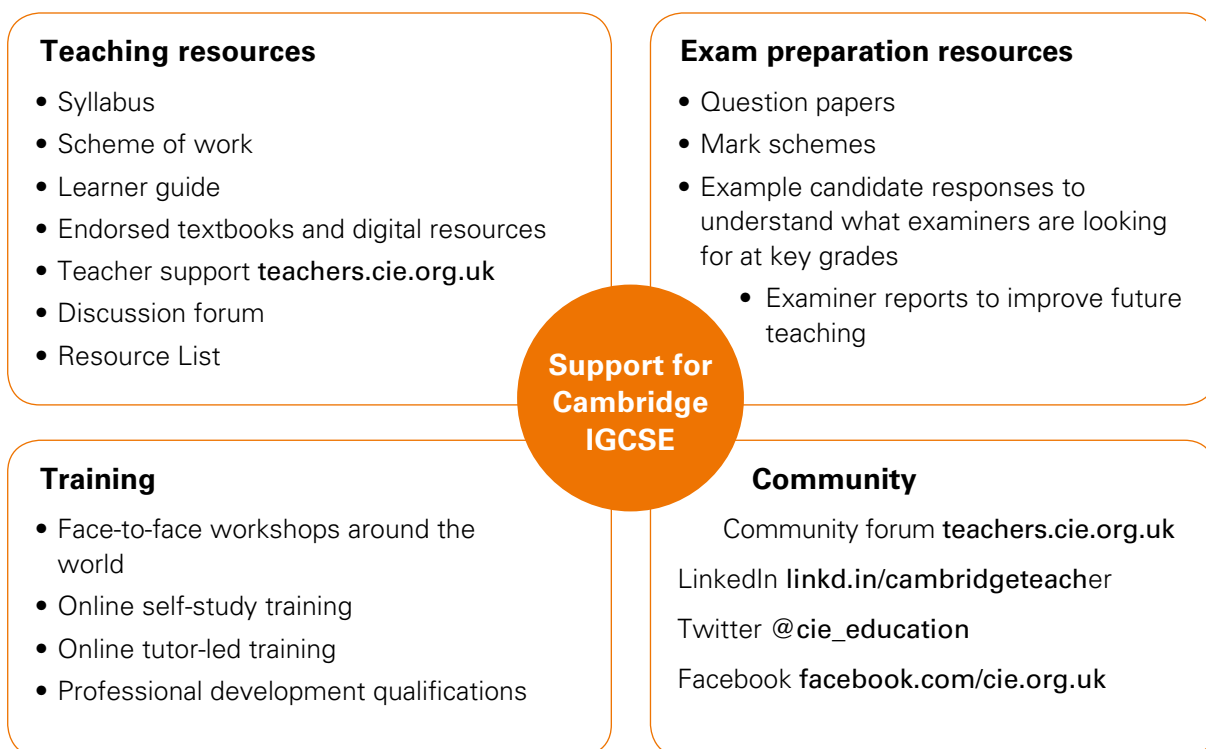 Teaching resources
• Syllabus
• Scheme of work
• Learner guide
• Endorsed textbooks and digital resources
• Teacher support teachers.cie.org.uk
• Discussion forum
• Resource List
Exam preparation resources
• Question papers
• Mark schemes
• Example candidate responses to
understand what examiners are looking
for at key grades
• Examiner reports to improve future
teaching
Support for
Cambridge
IGCSE
Training
• Face-to-face workshops around the
world
• Online self-study training
• Online tutor-led training
• Professional development qualifications
Community
Community forum teachers.cie.org.uk
LinkedIn linkd.in/cambridgeteacher
Twitter @cie_education
Facebook facebook.com/cie.org.uk